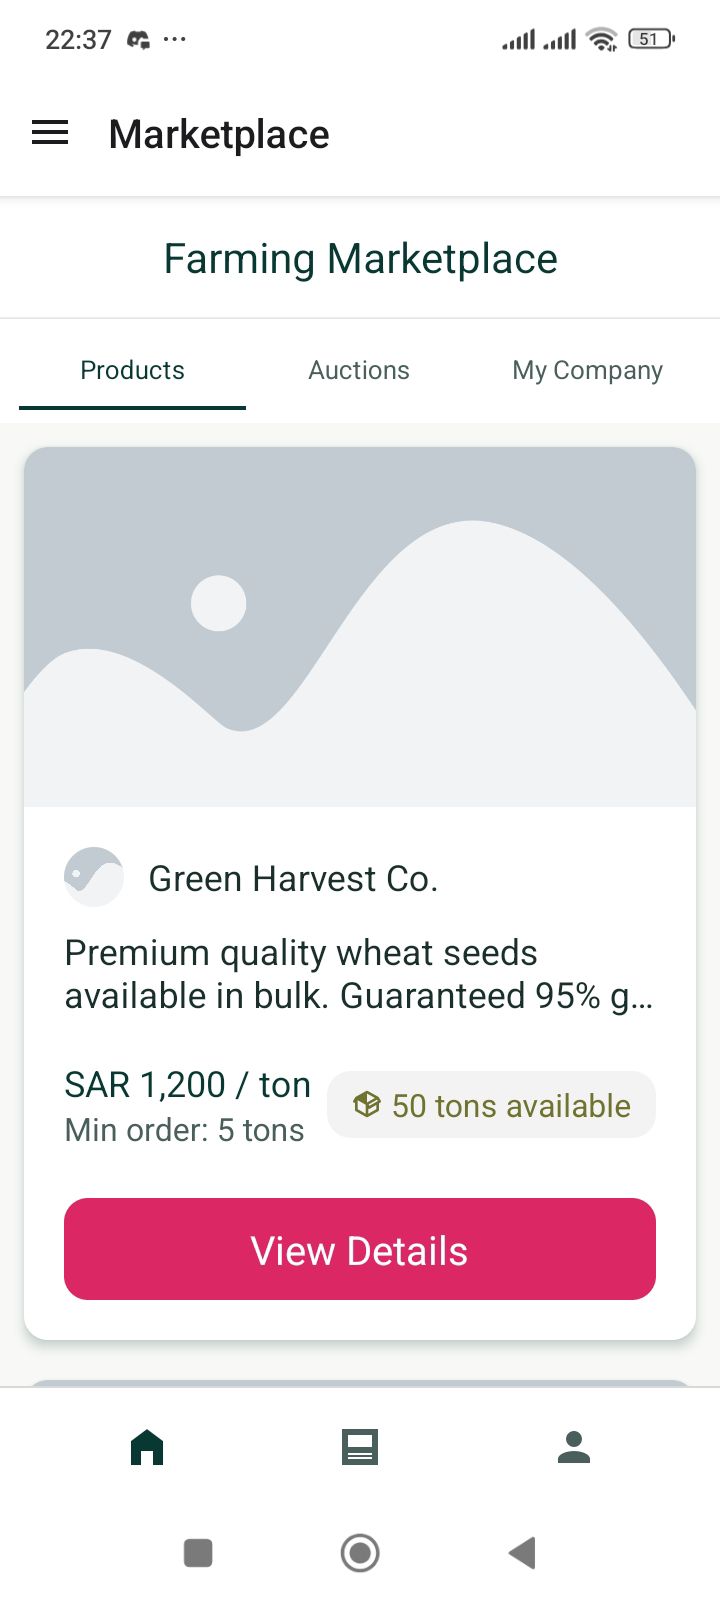 22:37
51
Marketplace
Farming Marketplace
Products
Auctions
My Company
Green Harvest Co.
Premium quality wheat seeds
available in bulk. Guaranteed 95% g...
SAR 1,200 / ton
Min order: 5 tons
50 tons available
View Details